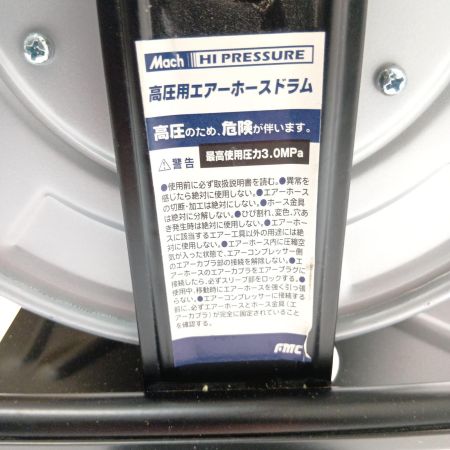 Mach HI PRESSURE
高圧用エアーホースドラム
高圧のため、危険が伴います。
⚠警告 最高使用圧力3.0MPa
●使用前に必ず取扱説明書を読む。●異常を
感じたら絶対に使用しない。●エアーホース
の切断・加工は絶対にしない。●ホース金具
は絶対に分解しない。●ひび割れ、変色、穴あ
き発生時は絶対に使用しない。●エアーホー
スに該当するエアー工具以外の用途には絶
対に使用しない。●エアーホース内に圧縮空
気が入った状態で、エアーコンプレッサー側
のエアーカプラ部の接続を解除しない。●エ
アーホースのエアーカプラをエアープラグに
接続したら、必ずスリーブ部をロックする。●
使用中、移動時にエアーホースを強く引っ張
らない。●エアーコンプレッサーに接続する
前に、必ずエアーホースとホース金具(エ
アーカプラ)が完全に固定されていること
を確認する。
FMC